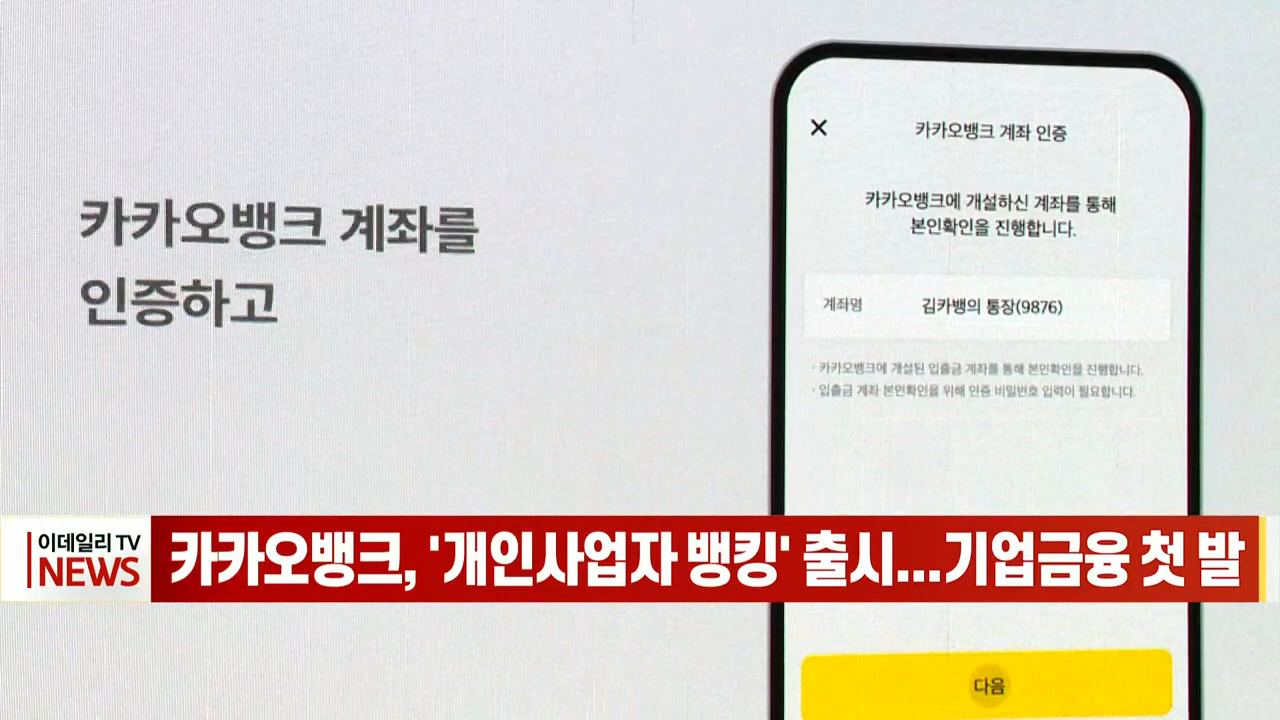 카카오뱅크 계좌를
인증하고
카카오뱅크 계좌 인증
카카오뱅크에 개설하신 계좌를 통해
본인확인을 진행합니다.
계좌명 김카뱅의 통장(9876)
· 카카오뱅크에 개설된 입출금 계좌를 통해 본인확인을 진행합니다.
· 입출금 계좌 본인확인을 위해 인증 비밀번호 입력이 필요합니다.
이데일리 TV
NEWS
카카오뱅크, '개인사업자 뱅킹' 출시...기업금융 첫 발
다음